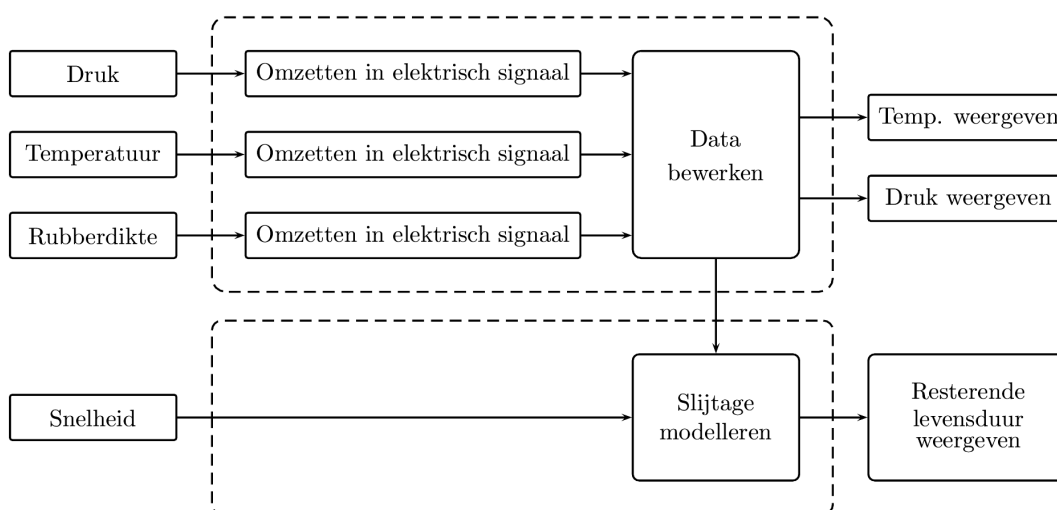 Druk
Omzetten in elektrisch signaal
Temperatuur
Omzetten in elektrisch signaal
Rubberdikte
Omzetten in elektrisch signaal
Data
bewerken
Temp. weergeven
Druk weergeven
Snelheid
Slijtage
modelleren
Resterende
levensduur
weergeven